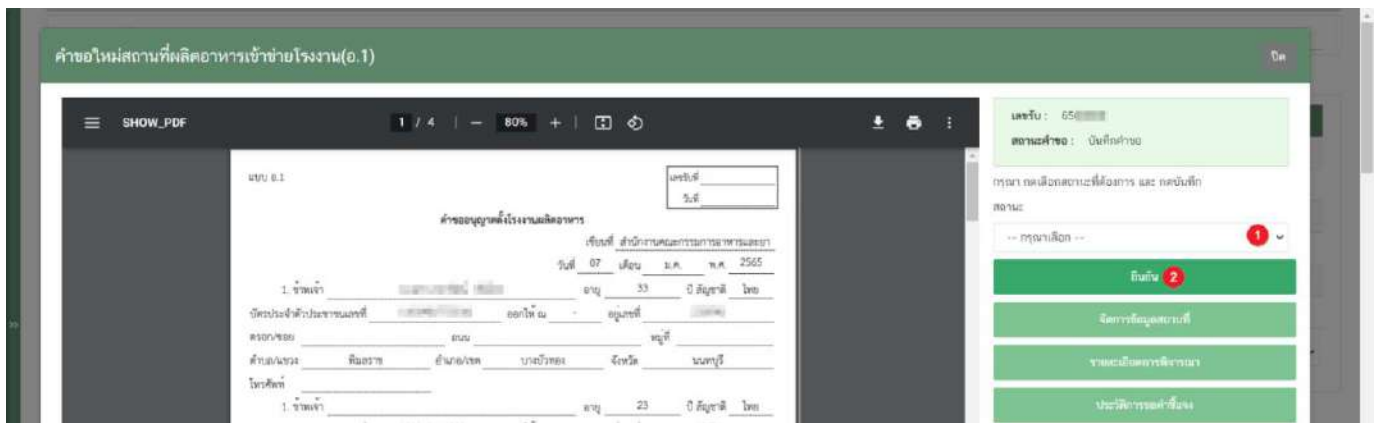 คำขอใหม่สถานที่ผลิตอาหารเข้าข่ายโรงงาน(อ.1)
ปิด
SHOW_PDF
1 / 4
80%
เลขรับ : 65
สถานะคำขอ : บันทึกคำขอ
กรุณา กดเลือกสถานะที่ต้องการ และ กดบันทึก
สถานะ
-- กรุณาเลือก --
1
ยืนยัน 2
จัดการข้อมูลสถานที่
รายละเอียดการพิจารณา
ประวัติการขอคำชี้แจง
แบบ อ.1
เลขรับที่
วันที่
คำขออนุญาตตั้งโรงงานผลิตอาหาร
เขียนที่ สำนักงานคณะกรรมการอาหารและยา
วันที่ 07 เดือน ม.ค. พ.ศ. 2565
1. ข้าพเจ้า อายุ 33 ปี สัญชาติ ไทย
บัตรประจำตัวประชาชนเลขที่ ออกให้ ณ - อยู่เลขที่
ตรอก/ซอย ถนน หมู่ที่
ตำบล/แขวง พิมลราช อำเภอ/เขต บางบัวทอง จังหวัด นนทบุรี
โทรศัพท์
1. ข้าพเจ้า อายุ 23 ปี สัญชาติ ไทย